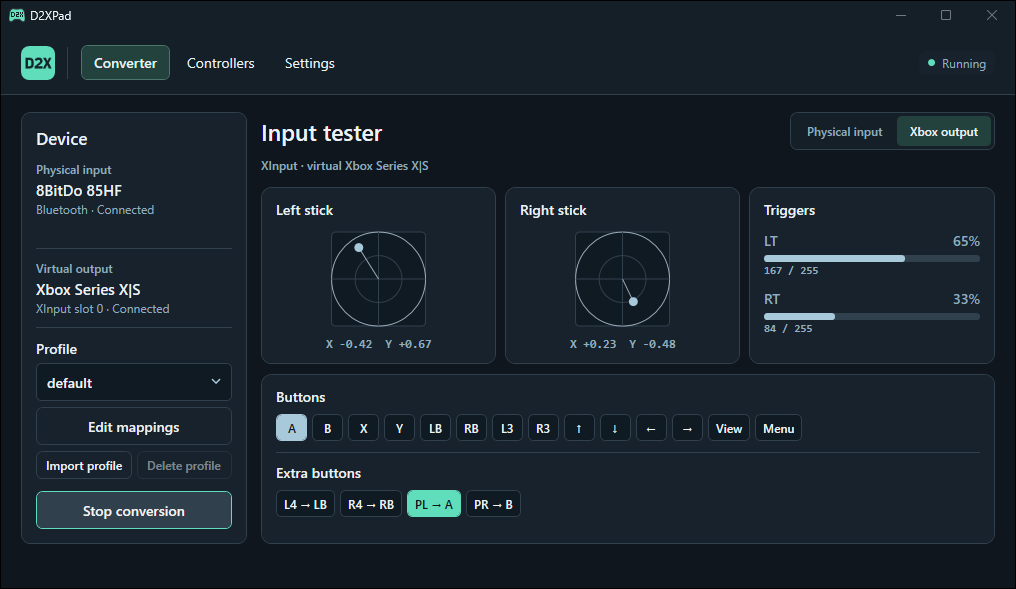 D2X D2XPad
D2X Converter Controllers Settings Running
Device
Physical input
8BitDo 85HF
Bluetooth · Connected
Virtual output
Xbox Series X|S
XInput slot 0 · Connected
Profile
default
Edit mappings
Import profile Delete profile
Stop conversion
Input tester
Physical input Xbox output
XInput · virtual Xbox Series X|S
Left stick
X -0.42 Y +0.67
Right stick
X +0.23 Y -0.48
Triggers
LT 65%
167 / 255
RT 33%
84 / 255
Buttons
A B X Y LB RB L3 R3 ↑ ↓ ← → View Menu
Extra buttons
L4 → LB R4 → RB PL → A PR → B